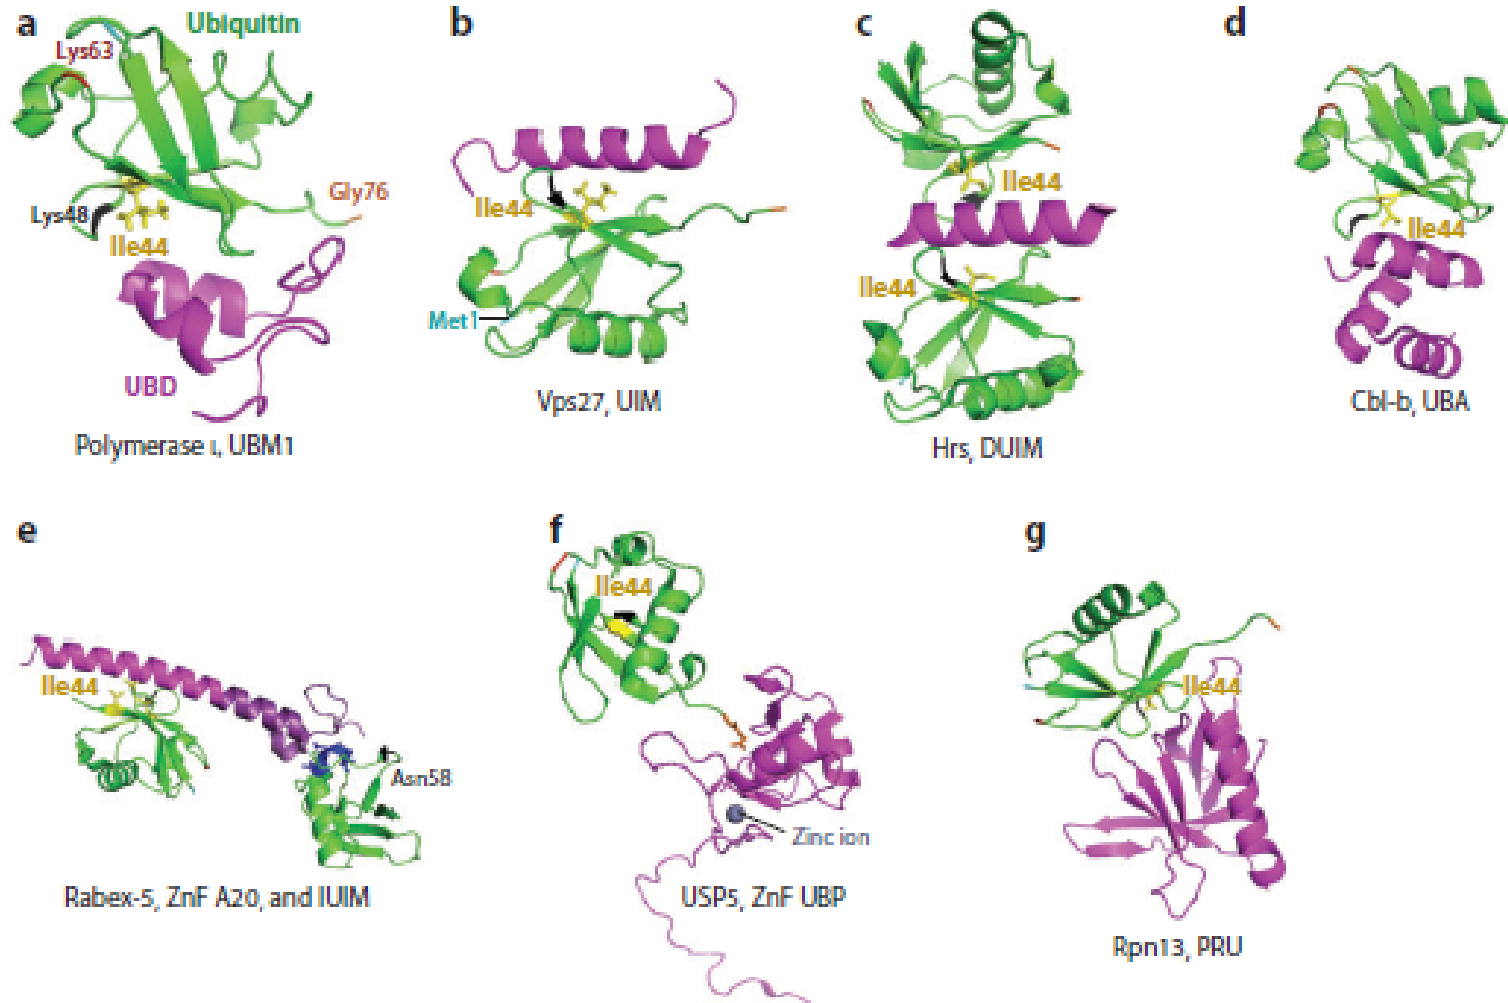 a
Ubiquitin
Lys63
Lys48
Ile44
Gly76
UBD
Polymerase ι, UBM1
b
Ile44
Met1
Vps27, UIM
c
Ile44
Ile44
Hrs, DUIM
d
Ile44
Cbl-b, UBA
e
Ile44
Asn58
Rabex-5, ZnF A20, and IUIM
f
Ile44
Zinc ion
USP5, ZnF UBP
g
Ile44
Rpn13, PRU